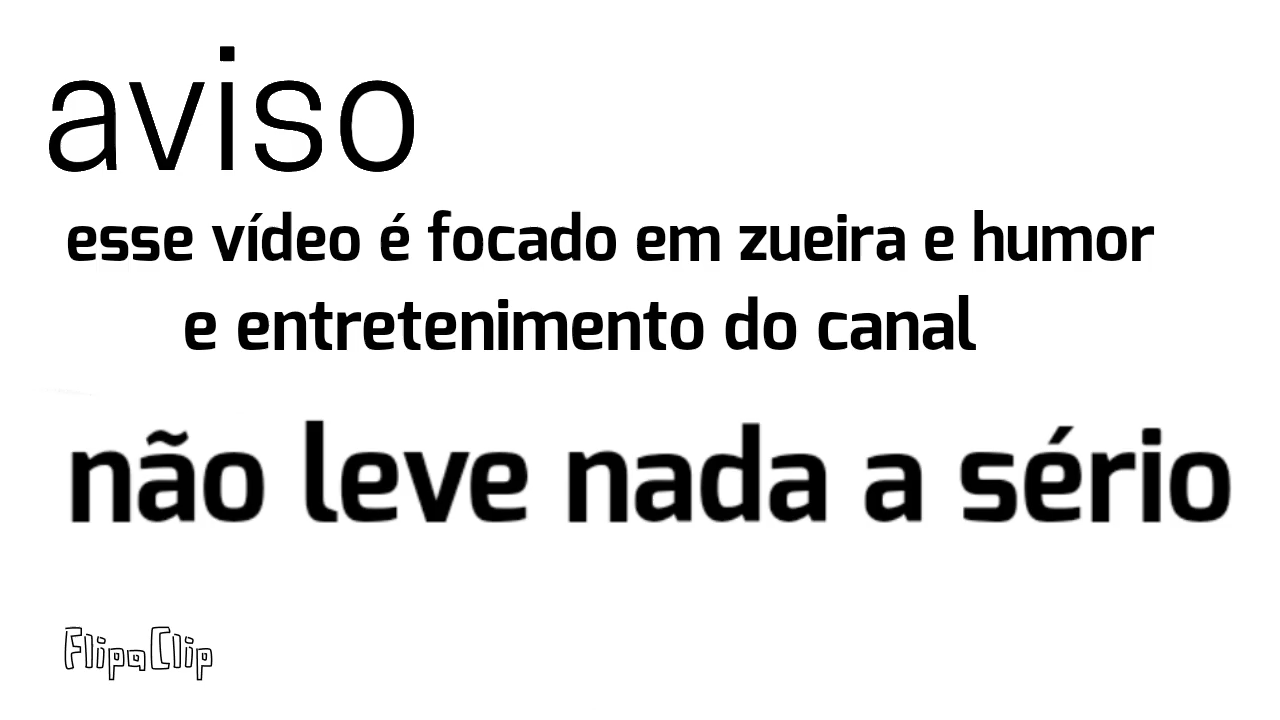 aviso
esse vídeo é focado em zueira e humor
e entretenimento do canal
não leve nada a sério
FlipaClip